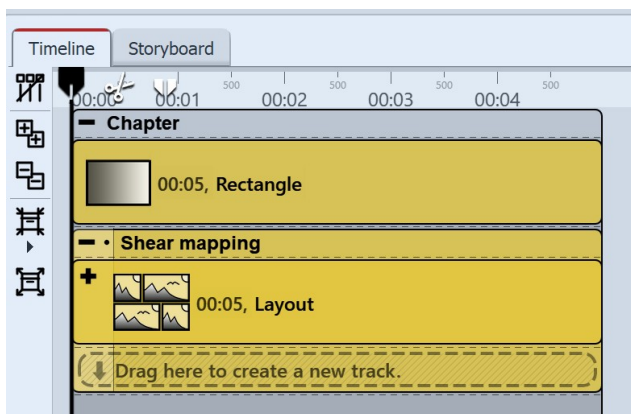 Timeline Storyboard
500 500 500 500
00:00 00:01 00:02 00:03 00:04
Chapter
00:05, Rectangle
Shear mapping
00:05, Layout
Drag here to create a new track.